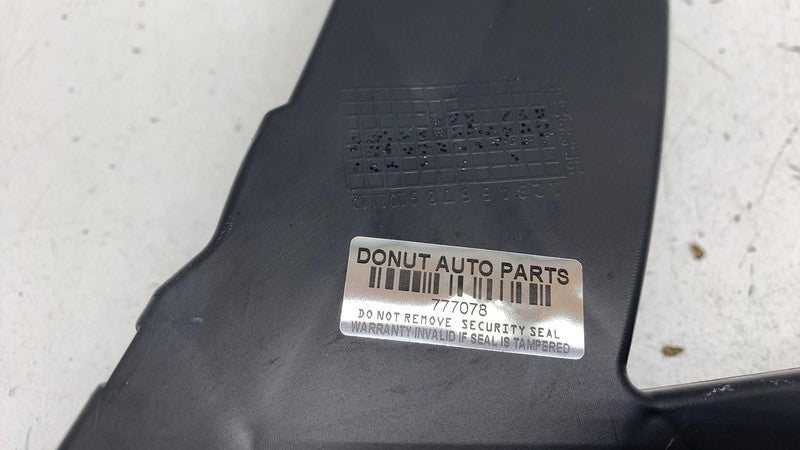 DONUT AUTO PARTS
777078
DO NOT REMOVE SECURITY SEAL
WARRANTY INVALID IF SEAL IS TAMPERED